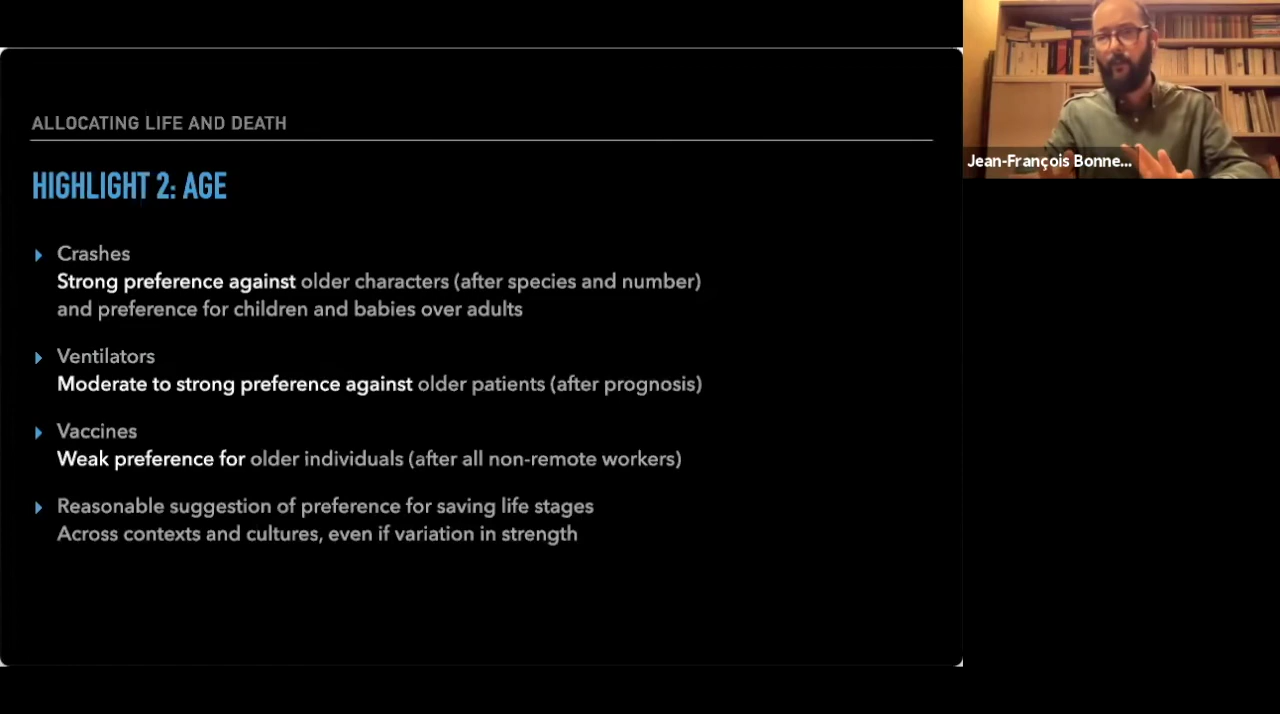 ALLOCATING LIFE AND DEATH
HIGHLIGHT 2: AGE
Crashes
Strong preference against older characters (after species and number)
and preference for children and babies over adults
Ventilators
Moderate to strong preference against older patients (after prognosis)
Vaccines
Weak preference for older individuals (after all non-remote workers)
Reasonable suggestion of preference for saving life stages
Across contexts and cultures, even if variation in strength
Jean-François Bonne...